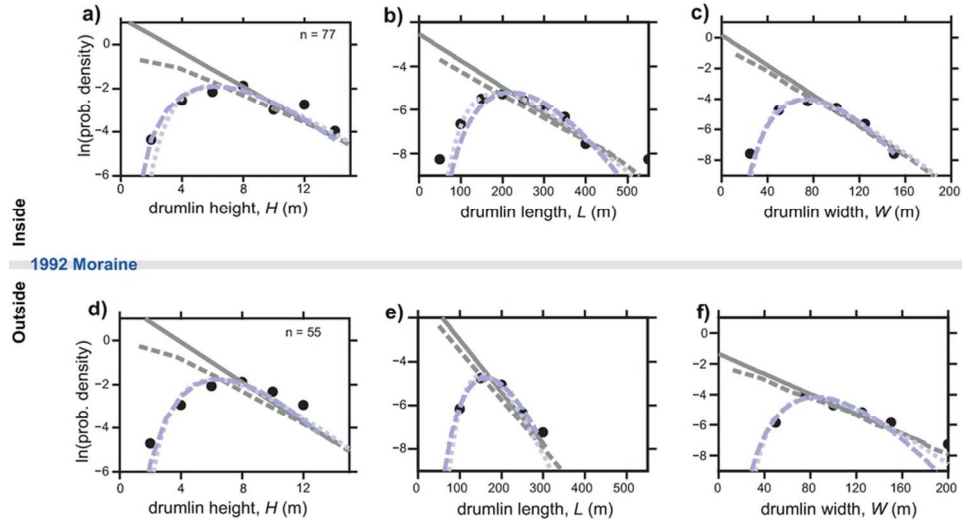 a)
n = 77
ln(prob. density)
0
−2
−4
−6
0 4 8 12
drumlin height, H (m)
b)
−4
−6
−8
0 100 200 300 400 500
drumlin length, L (m)
c)
0
−2
−4
−6
−8
0 40 80 120 160 200
drumlin width, W (m)
Inside
1992 Moraine
Outside
d)
n = 55
ln(prob. density)
0
−2
−4
−6
0 4 8 12
drumlin height, H (m)
e)
−4
−6
−8
0 100 200 300 400 500
drumlin length, L (m)
f)
0
−2
−4
−6
−8
0 40 80 120 160 200
drumlin width, W (m)